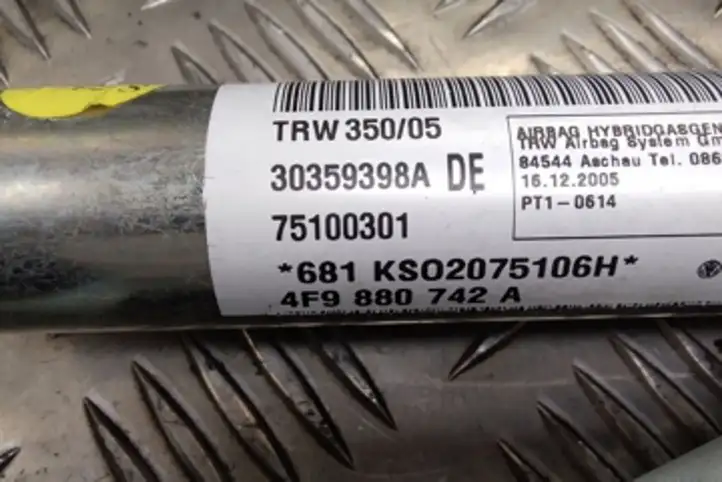 TRW 350/05
30359398A DE
75100301
*681 KSO2075106H*
4F9 880 742 A
AIRBAG HYBRIDGASGEN
TRW Airbag System Gm
84544 Aschau Tel. 086
16.12.2005
PT1-0614